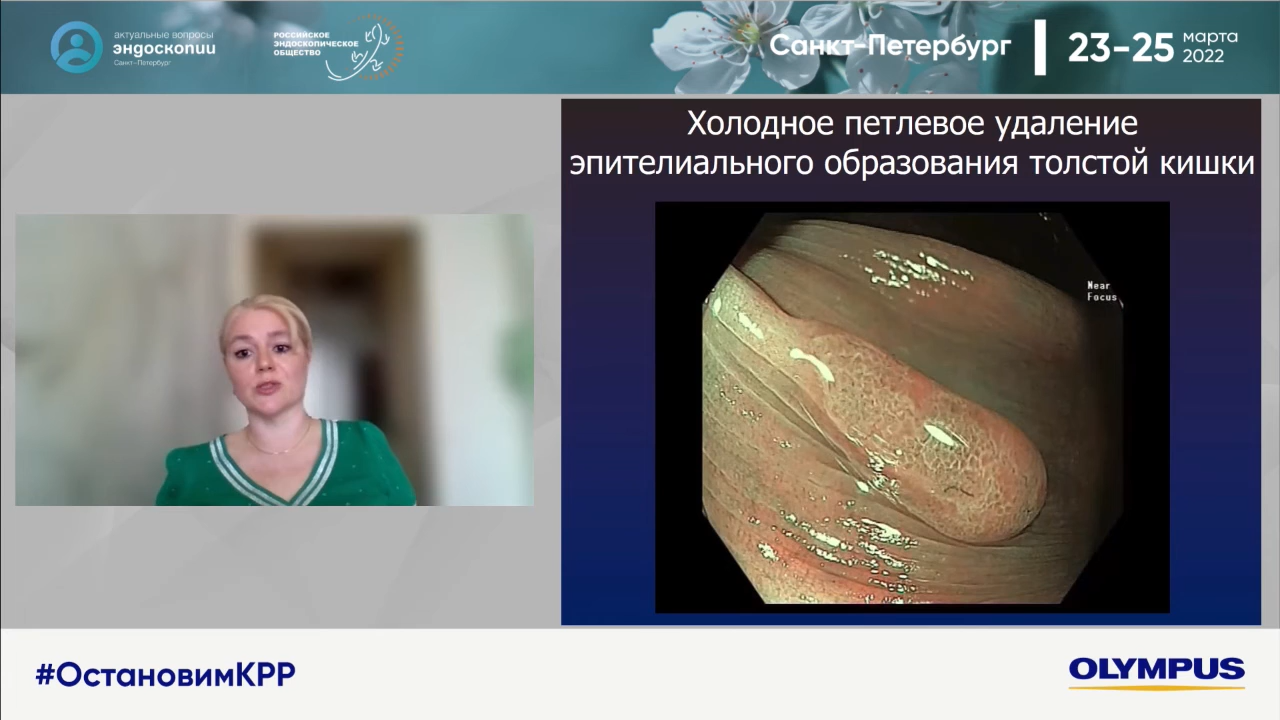 актуальные вопросы
эндоскопии
Санкт-Петербург
РОССИЙСКОЕ
ЭНДОСКОПИЧЕСКОЕ
ОБЩЕСТВО
Санкт-Петербург
23-25 марта
2022
Холодное петлевое удаление
эпителиального образования толстой кишки
Near
Focus
#ОстановимКРР
OLYMPUS